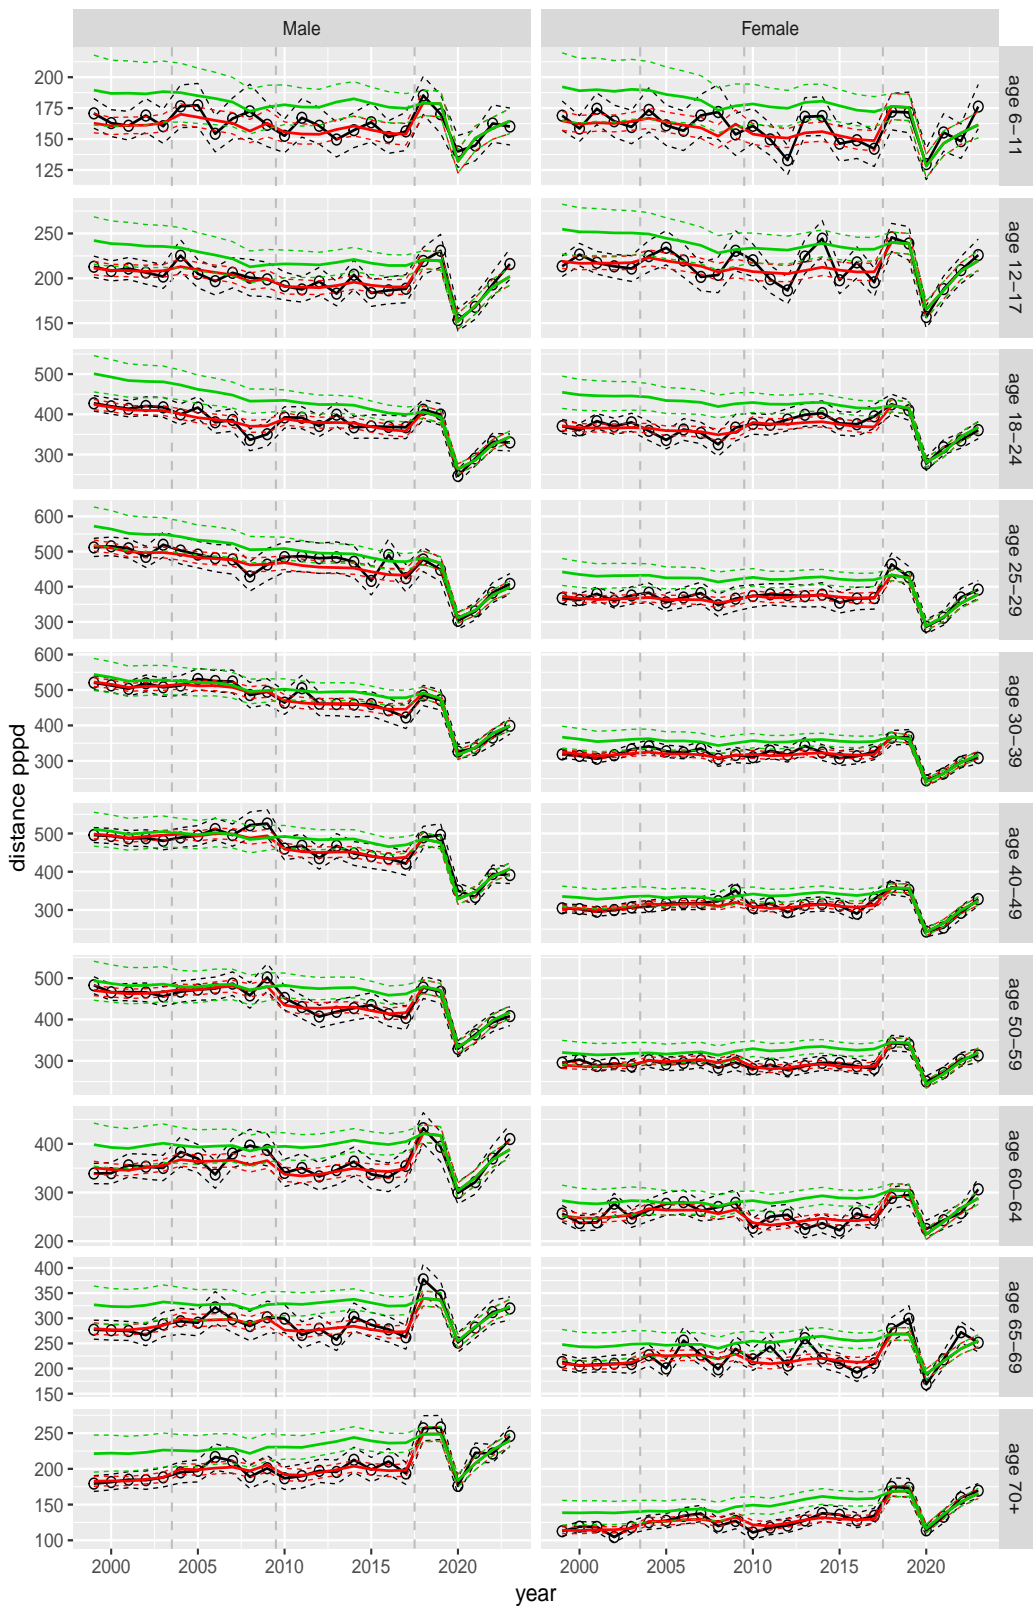 Male Female
200
175
150
125
age 6−11
250
200
150
age 12−17
500
400
300
age 18−24
600
500
400
300
age 25−29
600
500
400
300
age 30−39
500
400
300
age 40−49
500
400
300
age 50−59
400
300
200
age 60−64
400
350
300
250
200
150
age 65−69
250
200
150
100
age 70+
distance pppd
2000 2005 2010 2015 2020 2000 2005 2010 2015 2020
year